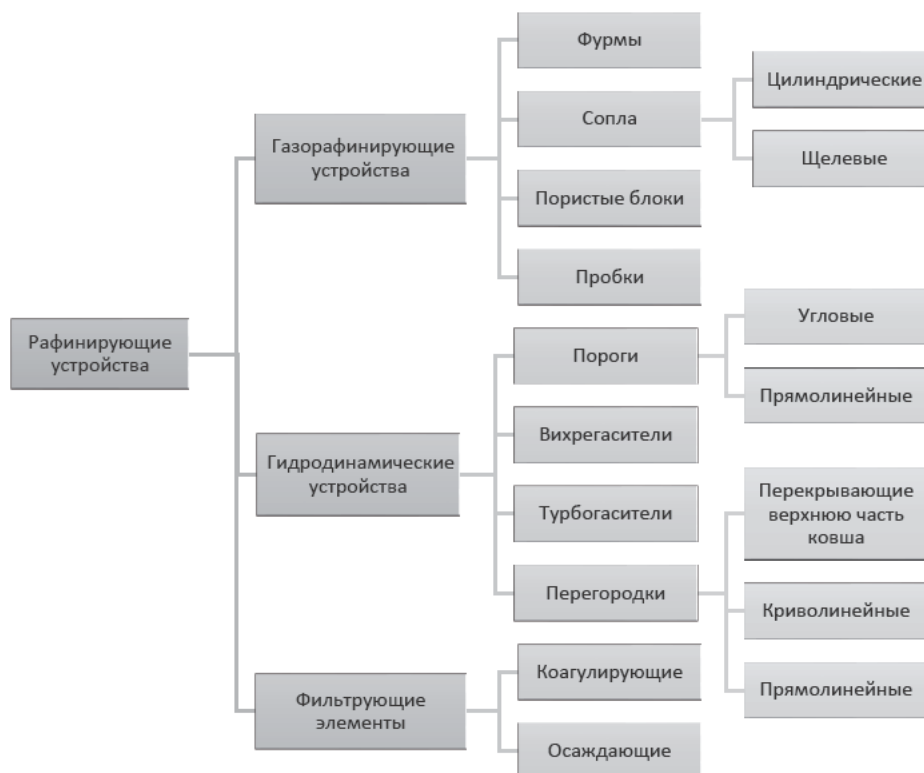 Рафинирующие
устройства
Газорафинирующие
устройства
Фурмы
Сопла
Цилиндрические
Щелевые
Пористые блоки
Пробки
Гидродинамические
устройства
Пороги
Угловые
Прямолинейные
Вихрегасители
Турбогасители
Перегородки
Перекрывающие
верхнюю часть
ковша
Криволинейные
Прямолинейные
Фильтрующие
элементы
Коагулирующие
Осаждающие